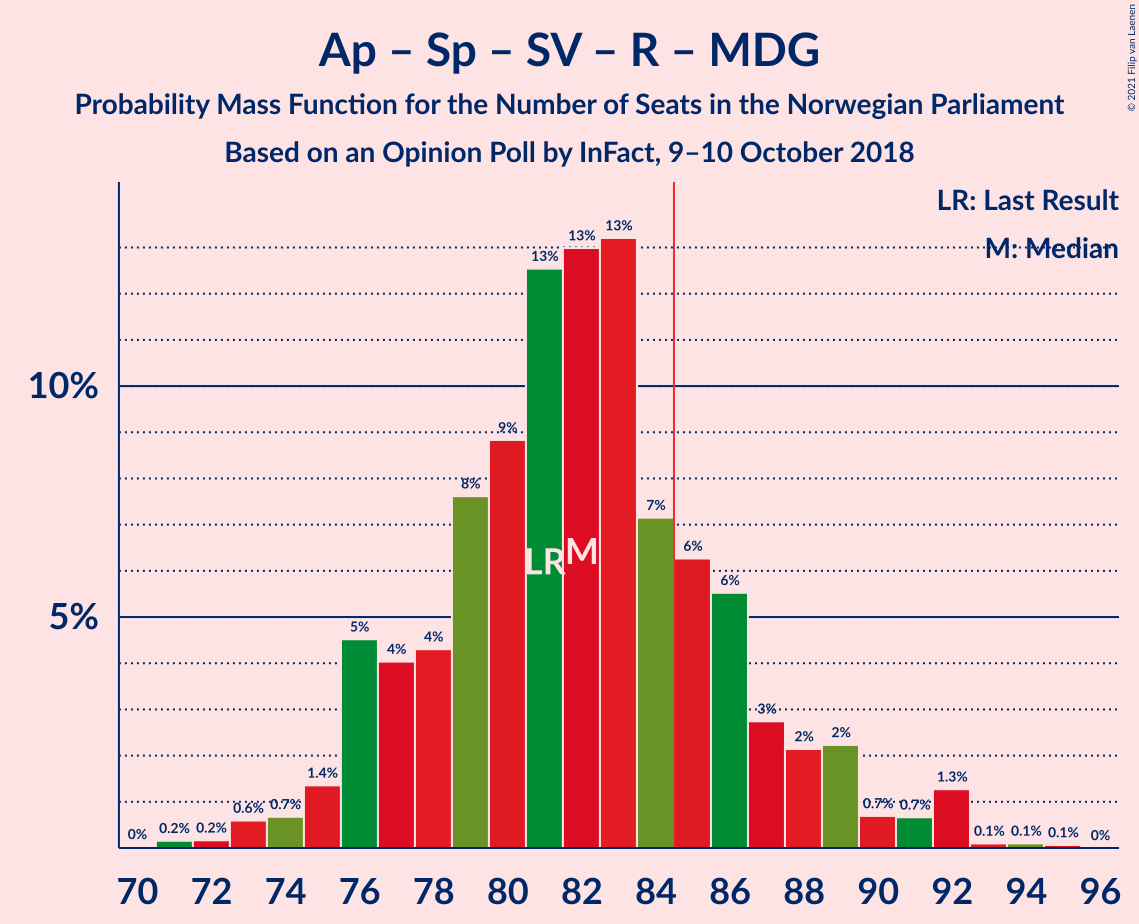 © 2021 Filip van Laenen
Ap – Sp – SV – R – MDG
Probability Mass Function for the Number of Seats in the Norwegian Parliament
Based on an Opinion Poll by InFact, 9–10 October 2018
LR: Last Result
M: Median
10%
5%
0% 0.2% 0.2% 0.6% 0.7% 1.4% 5% 4% 4% 8% 9% 13% 13% 13% 7% 6% 6% 3% 2% 2% 0.7% 0.7% 1.3% 0.1% 0.1% 0.1% 0%
LR M
70 72 74 76 78 80 82 84 86 88 90 92 94 96